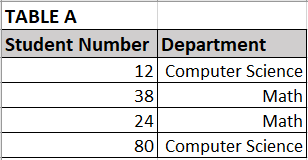 TABLE A
Student Number Department
12 Computer Science
38 Math
24 Math
80 Computer Science